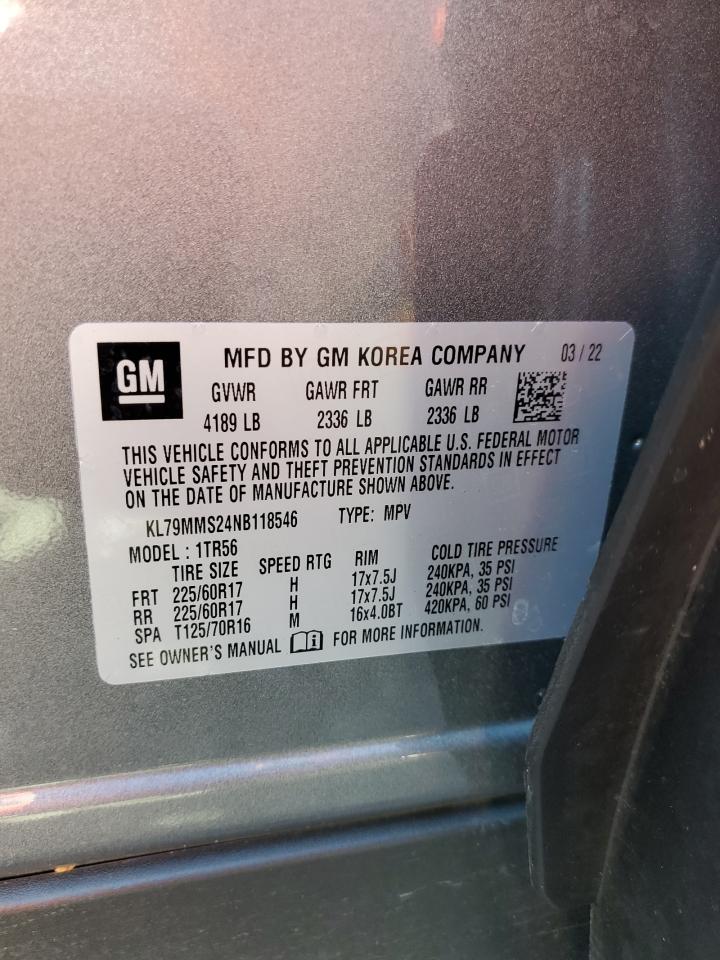 GM
MFD BY GM KOREA COMPANY 03 / 22
GVWR GAWR FRT GAWR RR
4189 LB 2336 LB 2336 LB
THIS VEHICLE CONFORMS TO ALL APPLICABLE U.S. FEDERAL MOTOR
VEHICLE SAFETY AND THEFT PREVENTION STANDARDS IN EFFECT
ON THE DATE OF MANUFACTURE SHOWN ABOVE.
KL79MMS24NB118546 TYPE: MPV
MODEL : 1TR56
TIRE SIZE SPEED RTG RIM COLD TIRE PRESSURE
FRT 225/60R17 H 17x7.5J 240KPA, 35 PSI
RR 225/60R17 H 17x7.5J 240KPA, 35 PSI
SPA T125/70R16 M 16x4.0BT 420KPA, 60 PSI
SEE OWNER'S MANUAL FOR MORE INFORMATION.